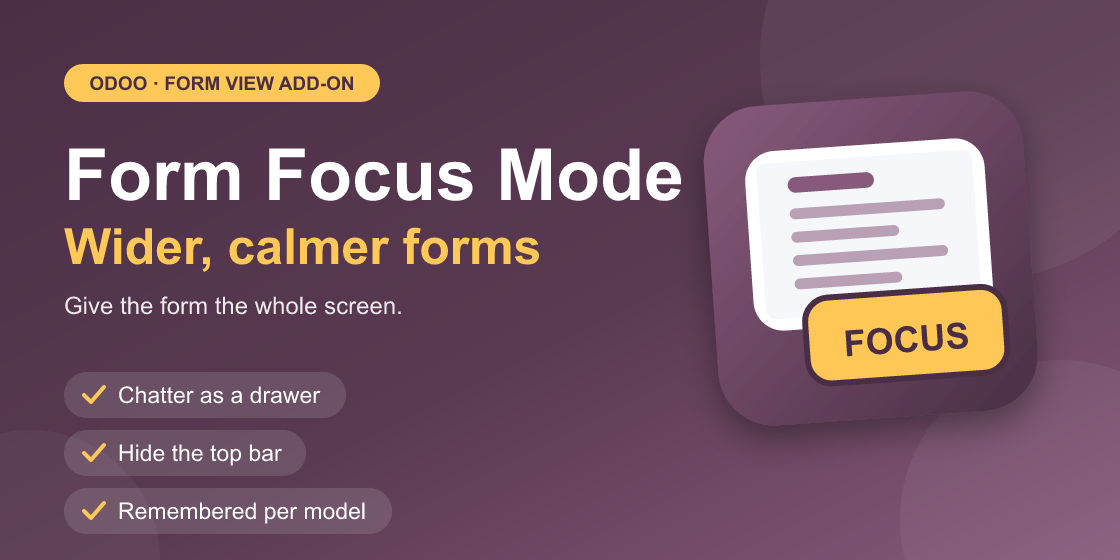 ODOO · FORM VIEW ADD-ON
Form Focus Mode
Wider, calmer forms
Give the form the whole screen.
Chatter as a drawer
Hide the top bar
Remembered per model
FOCUS